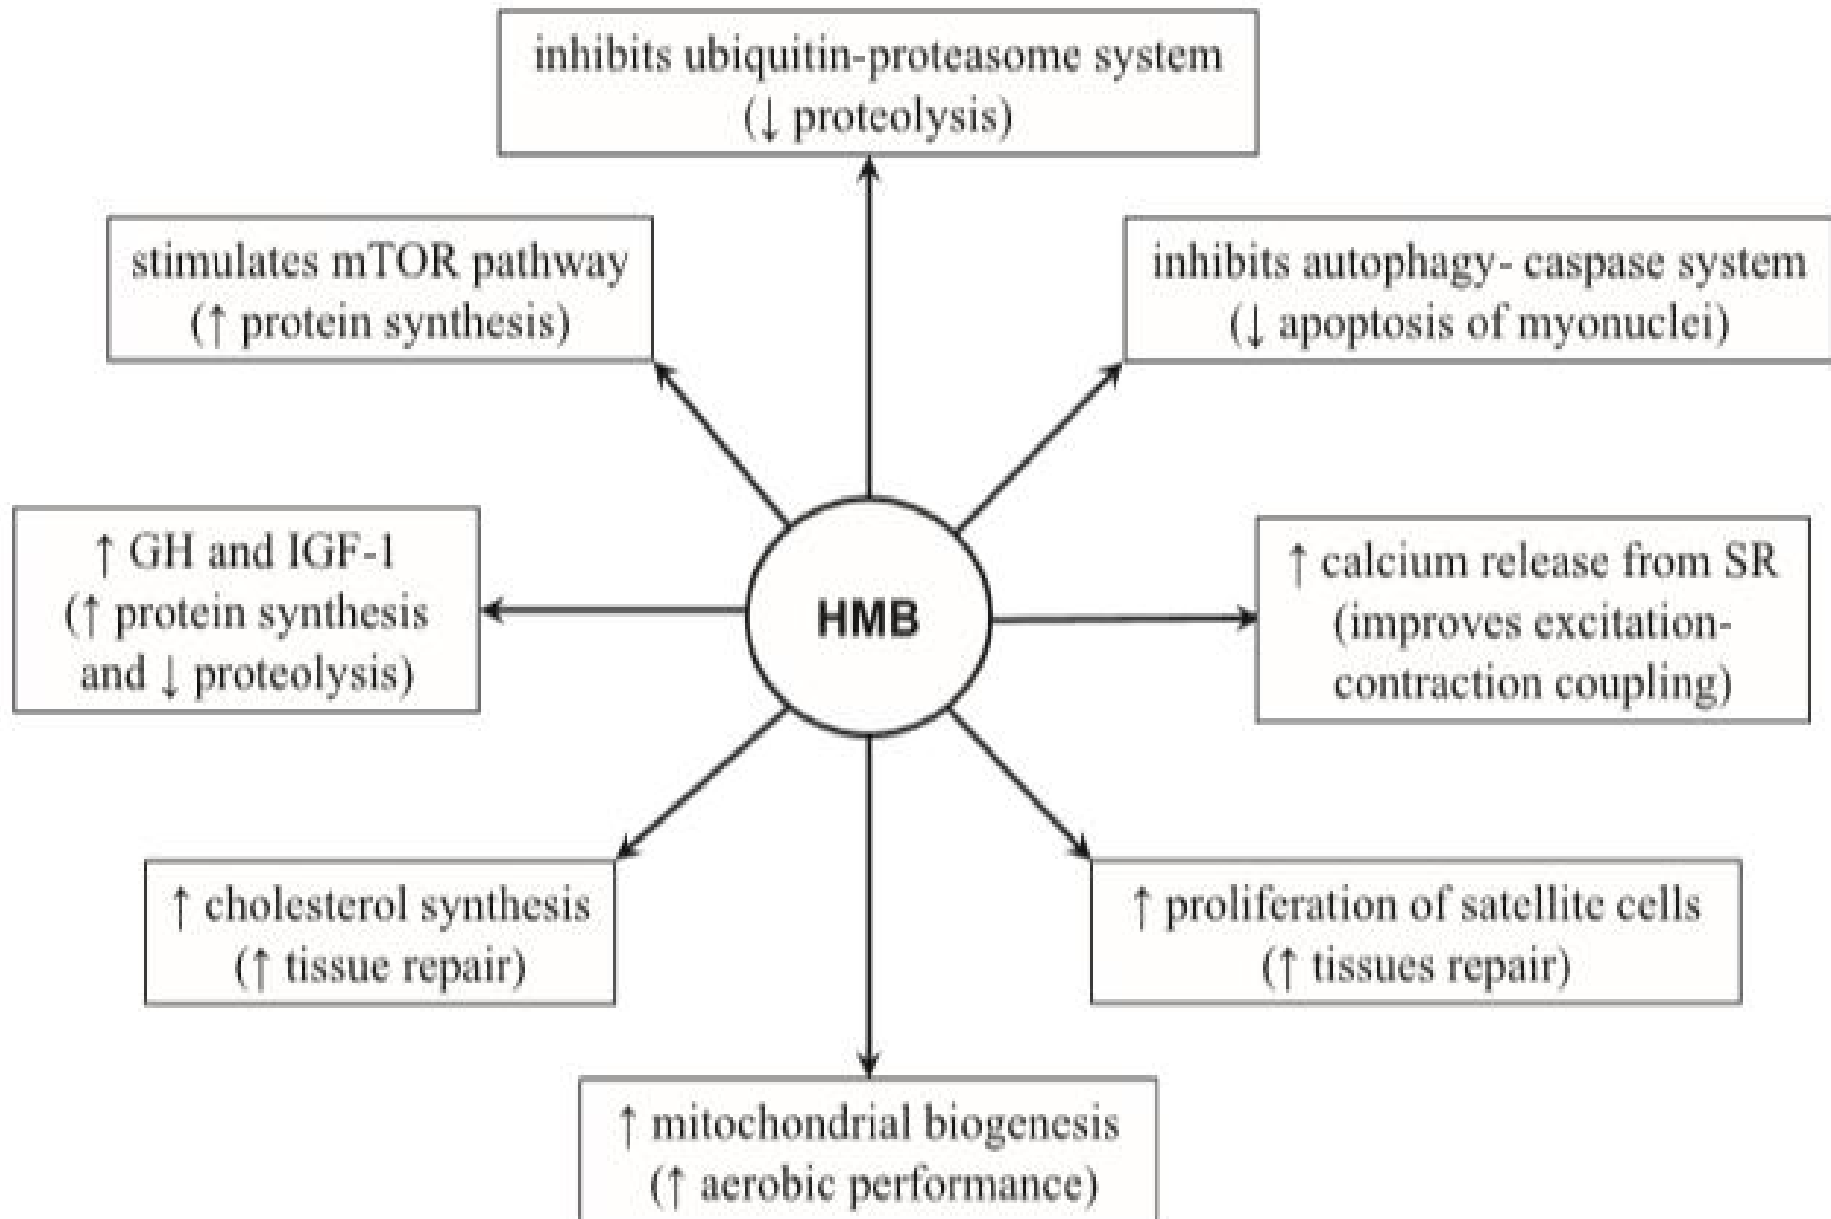 inhibits ubiquitin-proteasome system
(↓ proteolysis)
stimulates mTOR pathway
(↑ protein synthesis)
inhibits autophagy- caspase system
(↓ apoptosis of myonuclei)
↑ GH and IGF-1
(↑ protein synthesis
and ↓ proteolysis)
HMB
↑ calcium release from SR
(improves excitation-
contraction coupling)
↑ cholesterol synthesis
(↑ tissue repair)
↑ proliferation of satellite cells
(↑ tissues repair)
↑ mitochondrial biogenesis
(↑ aerobic performance)